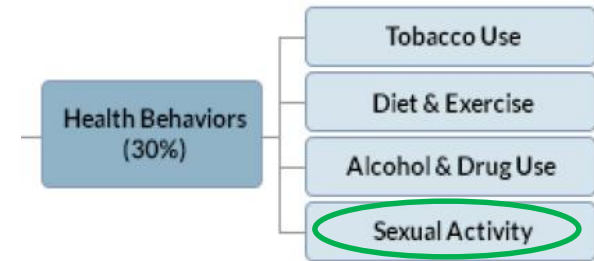 Tobacco Use
Health Behaviors
(30%)
Diet & Exercise
Alcohol & Drug Use
Sexual Activity